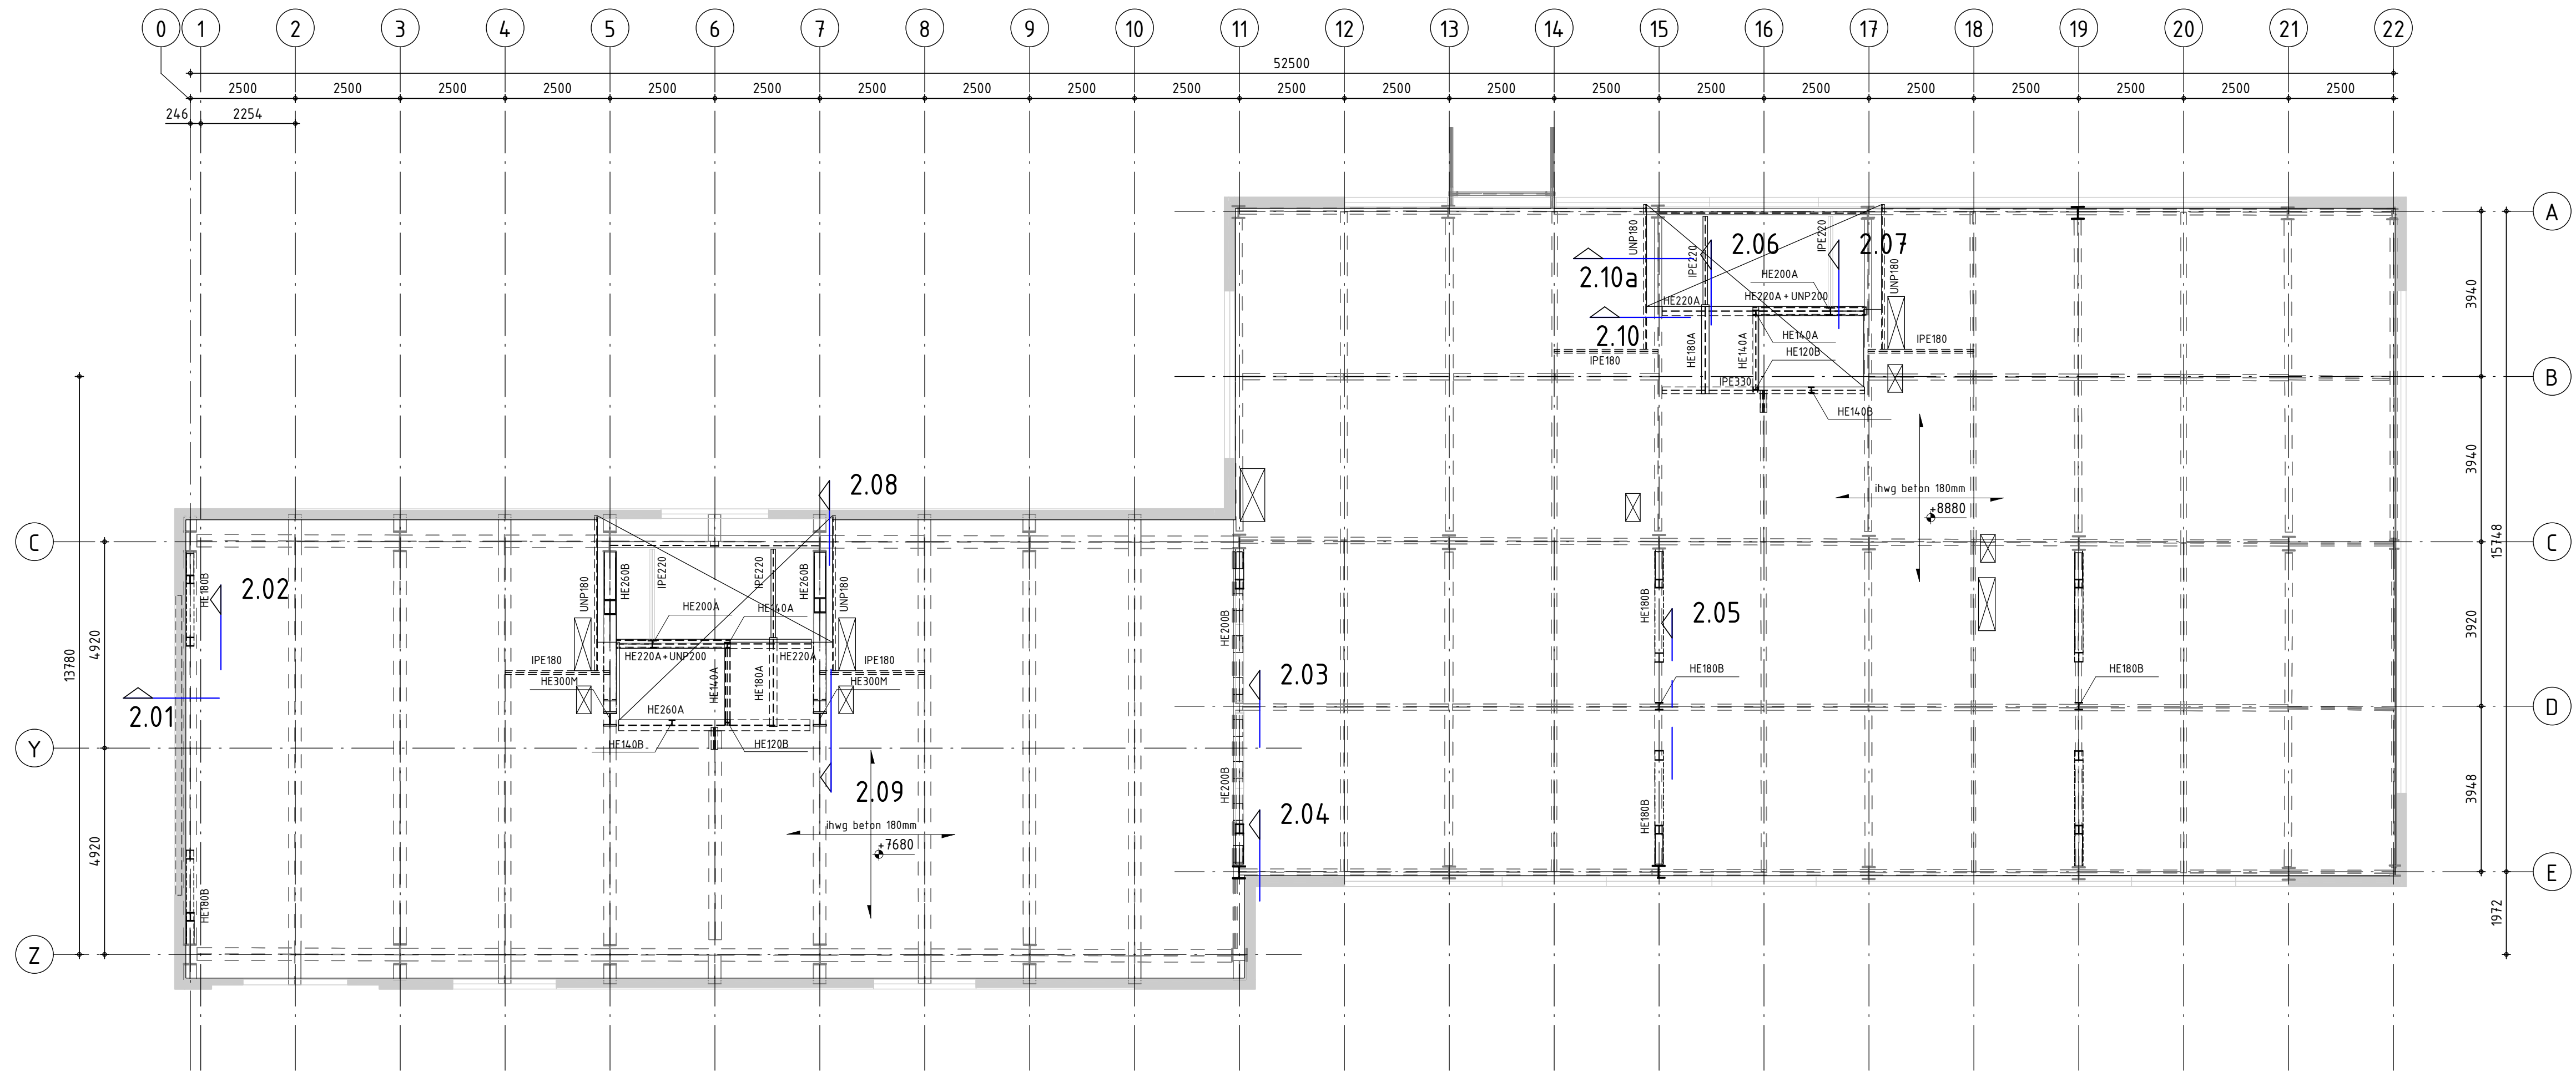 0 1 2 3 4 5 6 7 8 9 10 11 12 13 14 15 16 17 18 19 20 21 22
52500
2500 2500 2500 2500 2500 2500 2500 2500 2500 2500 2500 2500 2500 2500 2500 2500 2500 2500 2500 2500 2500
246 2254
A
UNP180
IPE220
2.06
IPE220
2.07
UNP180
2.10a
HE200A
HE220A
HE220A+UNP200
3940
2.10
HE180A
HE140A
HE140A
HE120B
IPE180
IPE180
IPE330
B
HE140B
3940
ihwg beton 180mm
+8880
15748
2.08
C
C
2.02
HE180B
UNP180
HE260B
IPE220
IPE220
HE260B
UNP180
HE200A
HE140A
HE200B
HE180B
2.05
3920
4920
13780
HE220A+UNP200
HE220A
IPE180
IPE180
HE300M
HE140A
HE180A
HE300M
2.03
HE180B
HE180B
2.01
HE260A
D
HE140B
HE120B
Y
HE200B
2.09
2.04
HE180B
3948
ihwg beton 180mm
+7680
4920
E
HE180B
1972
Z